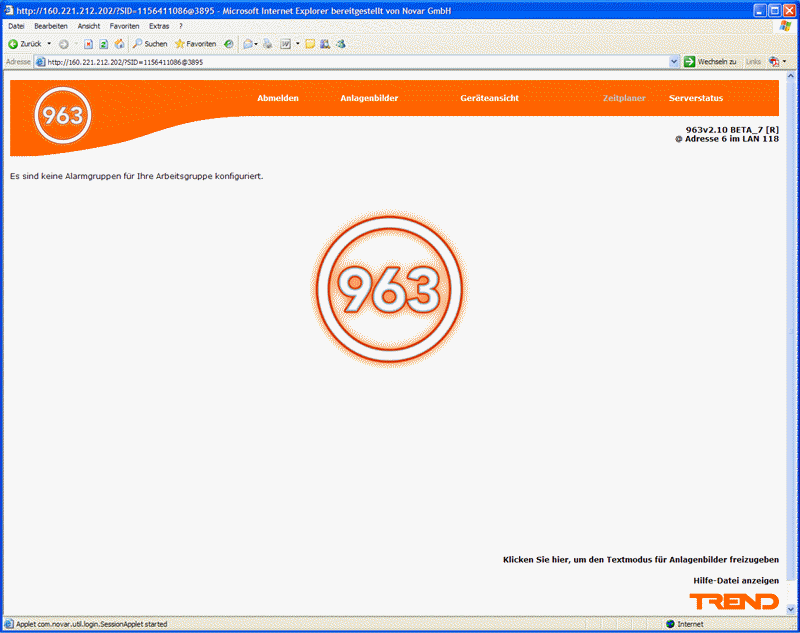 http://160.221.212.202/?SID=1156411086@3895 - Microsoft Internet Explorer bereitgestellt von Novar GmbH
Datei Bearbeiten Ansicht Favoriten Extras ?
Zurück Suchen Favoriten
Adresse http://160.221.212.202/?SID=1156411086@3895 Wechseln zu Links
963 Abmelden Anlagenbilder Geräteansicht Zeitplaner Serverstatus
963v2.10 BETA_7 [R]
@ Adresse 6 im LAN 118
Es sind keine Alarmgruppen für Ihre Arbeitsgruppe konfiguriert.
963
Klicken Sie hier, um den Textmodus für Anlagenbilder freizugeben
Hilfe-Datei anzeigen
TREND
Applet com.novar.util.login.SessionApplet started Internet